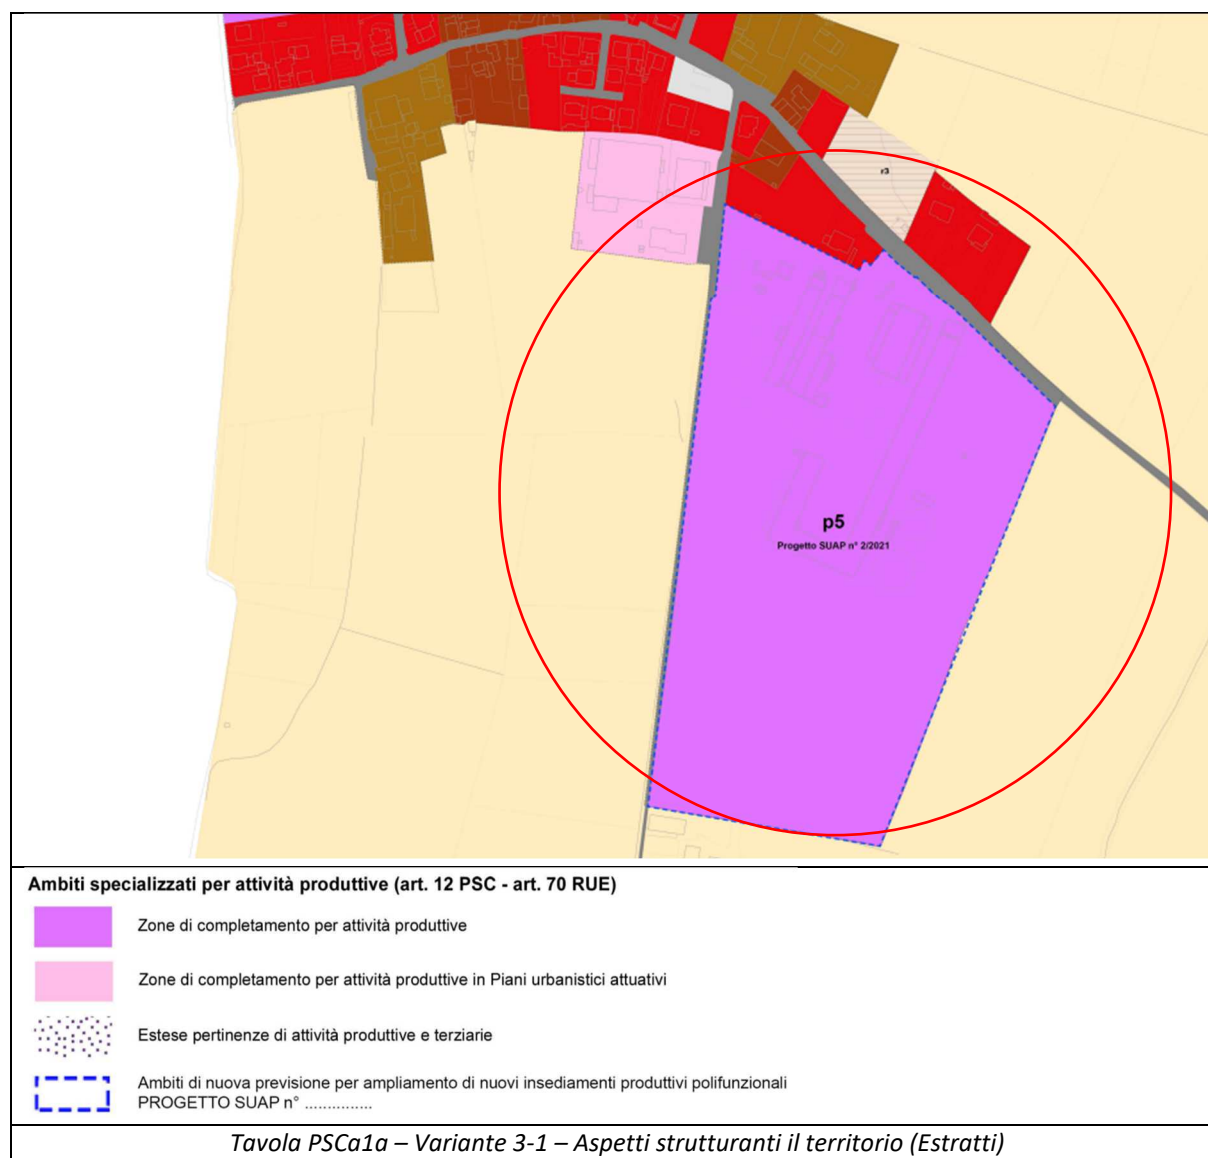 r3
p5
Progetto SUAP n° 2/2021
Ambiti specializzati per attività produttive (art. 12 PSC - art. 70 RUE)
Zone di completamento per attività produttive
Zone di completamento per attività produttive in Piani urbanistici attuativi
Estese pertinenze di attività produttive e terziarie
Ambiti di nuova previsione per ampliamento di nuovi insediamenti produttivi polifunzionali
PROGETTO SUAP n° ...............
Tavola PSCa1a – Variante 3-1 – Aspetti strutturanti il territorio (Estratti)